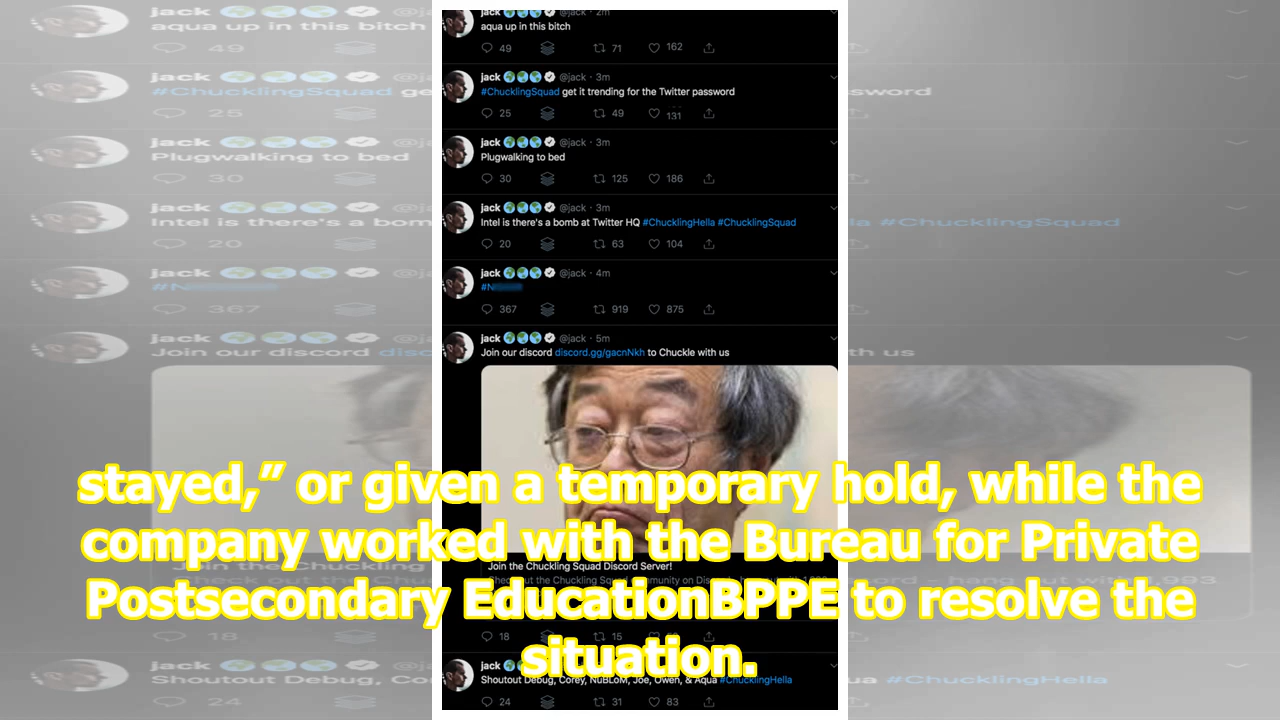 jack @jack · 2m
aqua up in this bitch
49 71 162
jack @jack · 3m
#ChucklingSquad get it trending for the Twitter password
25 49 131
jack @jack · 3m
Plugwalking to bed
30 125 186
jack @jack · 3m
Intel is there's a bomb at Twitter HQ #ChucklingHella #ChucklingSquad
20 63 104
jack @jack · 4m
#N
367 919 875
jack @jack · 5m
Join our discord discord.gg/gacnNkh to Chuckle with us
stayed,” or given a temporary hold, while the
company worked with the Bureau for Private
Join the Chuckling Squad Discord Server!
Postsecondary EducationBPPE to resolve the
18 15
situation.
jack
Shoutout Debug, Corey, NuBLoM, Joe, Owen, & Aqua #ChucklingHella
24 31 83